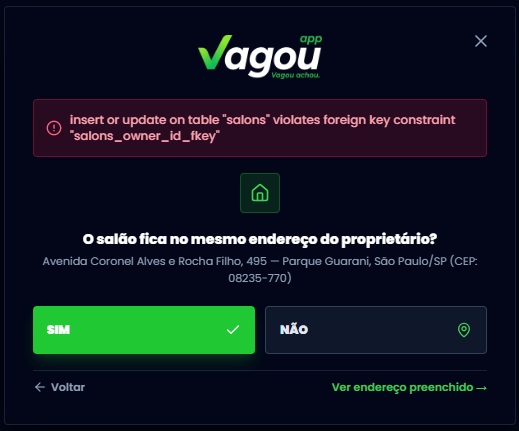 app
Vagou
Vagou achou.
insert or update on table "salons" violates foreign key constraint
"salons_owner_id_fkey"
O salão fica no mesmo endereço do proprietário?
Avenida Coronel Alves e Rocha Filho, 495 — Parque Guarani, São Paulo/SP (CEP:
08235-770)
SIM
NÃO
← Voltar
Ver endereço preenchido →